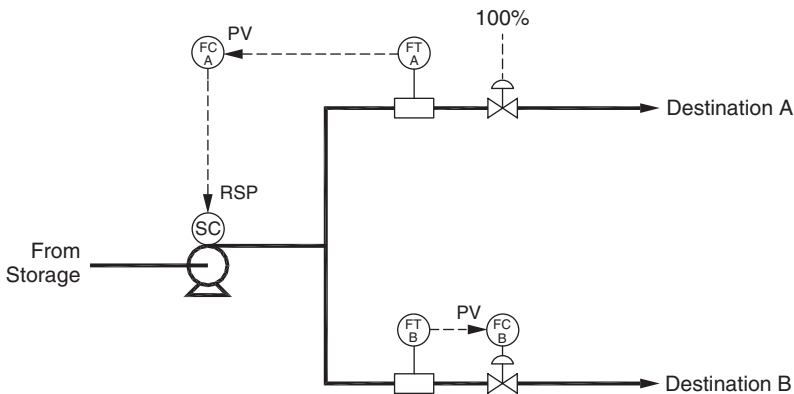 100%
FC
A
PV
FT
A
Destination A
RSP
SC
From
Storage
FT
B
PV
FC
B
Destination B